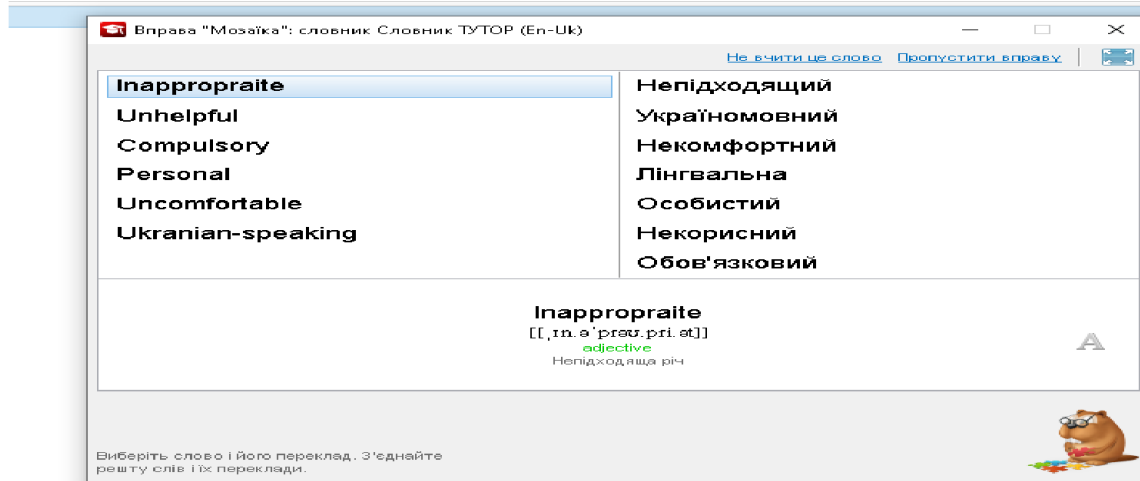 Вправа "Мозаїка": словник Словник ТУТОР (En-Uk)
Не вчити це слово Пропустити вправу
Inappropraite
Unhelpful
Compulsory
Personal
Uncomfortable
Ukranian-speaking
Непідходящий
Україномовний
Некомфортний
Лінгвальна
Особистий
Некорисний
Обов'язковий
Inappropraite
[[ˌɪn.əˈprəʊ.pri.ət]]
adjective
Непідходяща річ
A
Виберіть слово і його переклад. З'єднайте
решту слів і їх переклади.